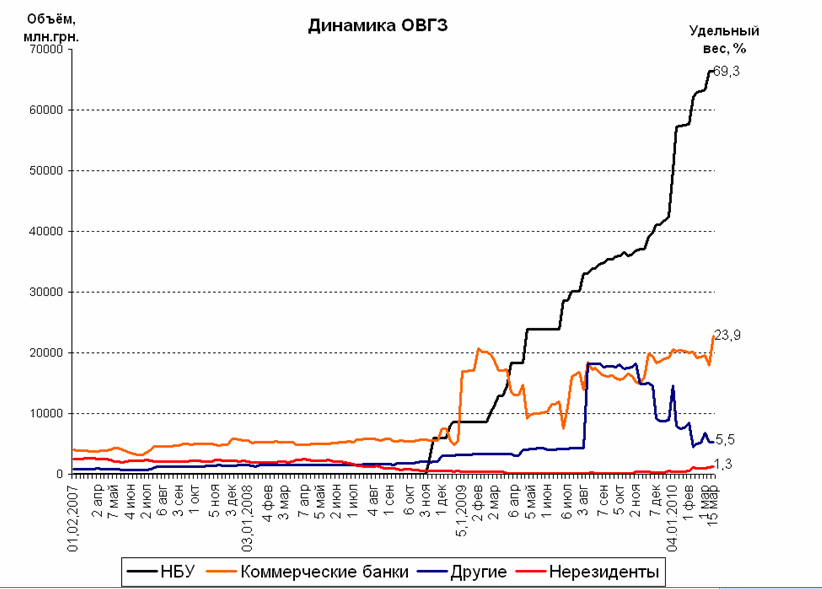 Объём,
млн.грн.
Динамика ОВГЗ
Удельный
вес, %
70000
60000
50000
40000
30000
20000
10000
0
69,3
23,9
5,5
1,3
01,02,2007
2 апр
7 май
2 июл
6 авг
3 сен
1 окт
5 ноя
3 дек
03,01,2008
4 фев
3 мар
7 апр
5 май
2 июн
1 июл
4 авг
1 сен
6 окт
3 ноя
1 дек
5,1,2009
2 фев
2 мар
6 апр
5 май
1 июн
6 июл
3 авг
7 сен
5 окт
2 ноя
7 дек
04.01.2010
1 фев
1 мар
15 мар
НБУ
Коммерческие банки
Другие
Нерезиденты